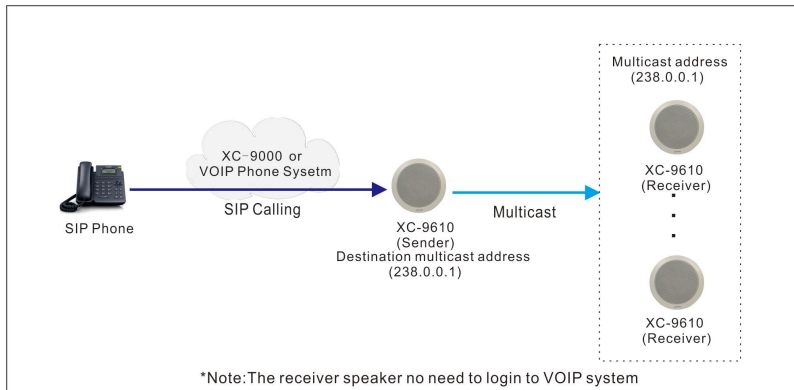 Multicast address
(238.0.0.1)
XC-9000 or
VOIP Phone Sysetm
SIP Calling
SIP Phone
XC-9610
(Sender)
Destination multicast address
(238.0.0.1)
Multicast
XC-9610
(Receiver)
XC-9610
(Receiver)
*Note:The receiver speaker no need to login to VOIP system